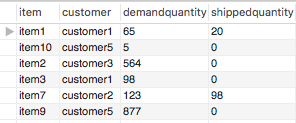 item customer demandquantity shippedquantity
item1 customer1 65 20
item10 customer5 5 0
item2 customer3 564 0
item3 customer1 98 0
item7 customer2 123 98
item9 customer5 877 0